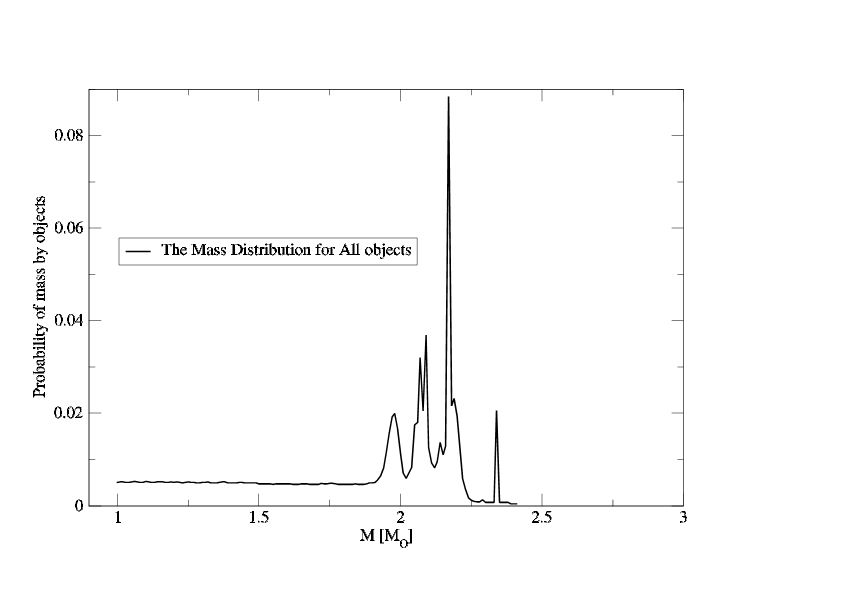 0.08
0.06
The Mass Distribution for All objects
Probability of mass by objects
0.04
0.02
0
1 1.5 2 2.5 3
M [M_O]